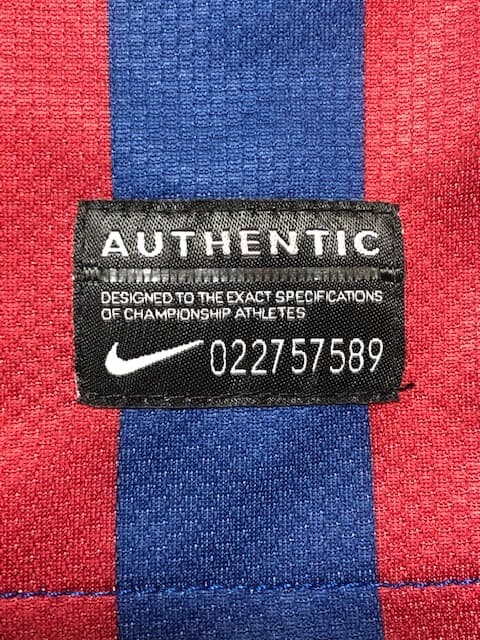 AUTHENTIC
DESIGNED TO THE EXACT SPECIFICATIONS
OF CHAMPIONSHIP ATHLETES
022757589